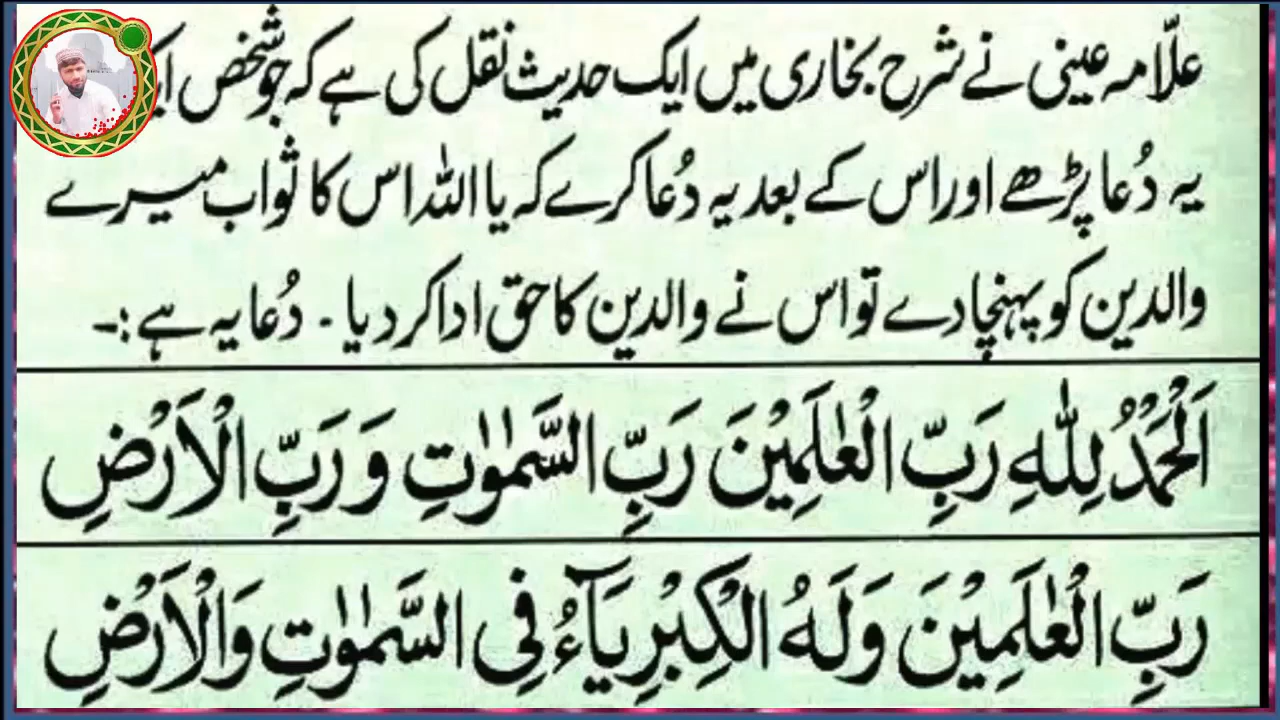 علّامہ عینی نے شرح بخاری میں ایک حدیث نقل کی ہے کہ جو شخص
یہ دُعا پڑھے اور اس کے بعد یہ دُعا کرے کہ یا اللہ اس کا ثواب میرے
والدین کو پہنچا دے تو اس نے والدین کا حق ادا کر دیا ۔ دُعا یہ ہے :-
اَلْحَمْدُ لِلّٰهِ رَبِّ الْعٰلَمِیْنَ رَبِّ السَّمٰوٰتِ وَ رَبِّ الْاَرْضِ
رَبِّ الْعٰلَمِیْنَ وَلَهُ الْكِبْرِیَآءُ فِی السَّمٰوٰتِ وَالْاَرْضِ